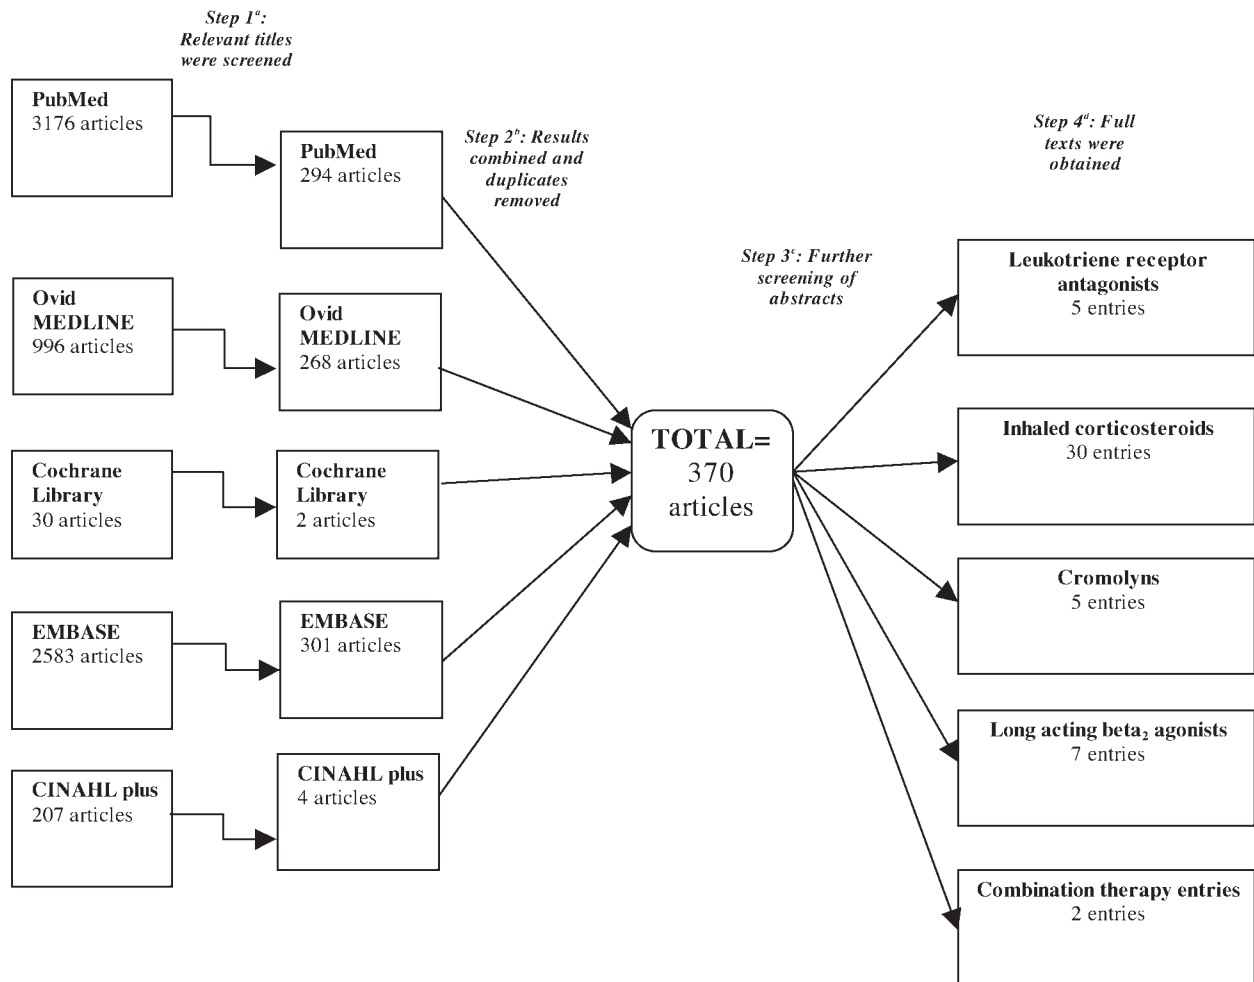 Step 1ᵃ:
Relevant titles
were screened
PubMed
3176 articles
Ovid
MEDLINE
996 articles
Cochrane
Library
30 articles
EMBASE
2583 articles
CINAHL plus
207 articles
PubMed
294 articles
Ovid
MEDLINE
268 articles
Cochrane
Library
2 articles
EMBASE
301 articles
CINAHL plus
4 articles
Step 2ᵇ: Results
combined and
duplicates
removed
TOTAL=
370
articles
Step 3ᶜ: Further
screening of
abstracts
Step 4ᵈ: Full
texts were
obtained
Leukotriene receptor
antagonists
5 entries
Inhaled corticosteroids
30 entries
Cromolyns
5 entries
Long acting beta₂ agonists
7 entries
Combination therapy entries
2 entries